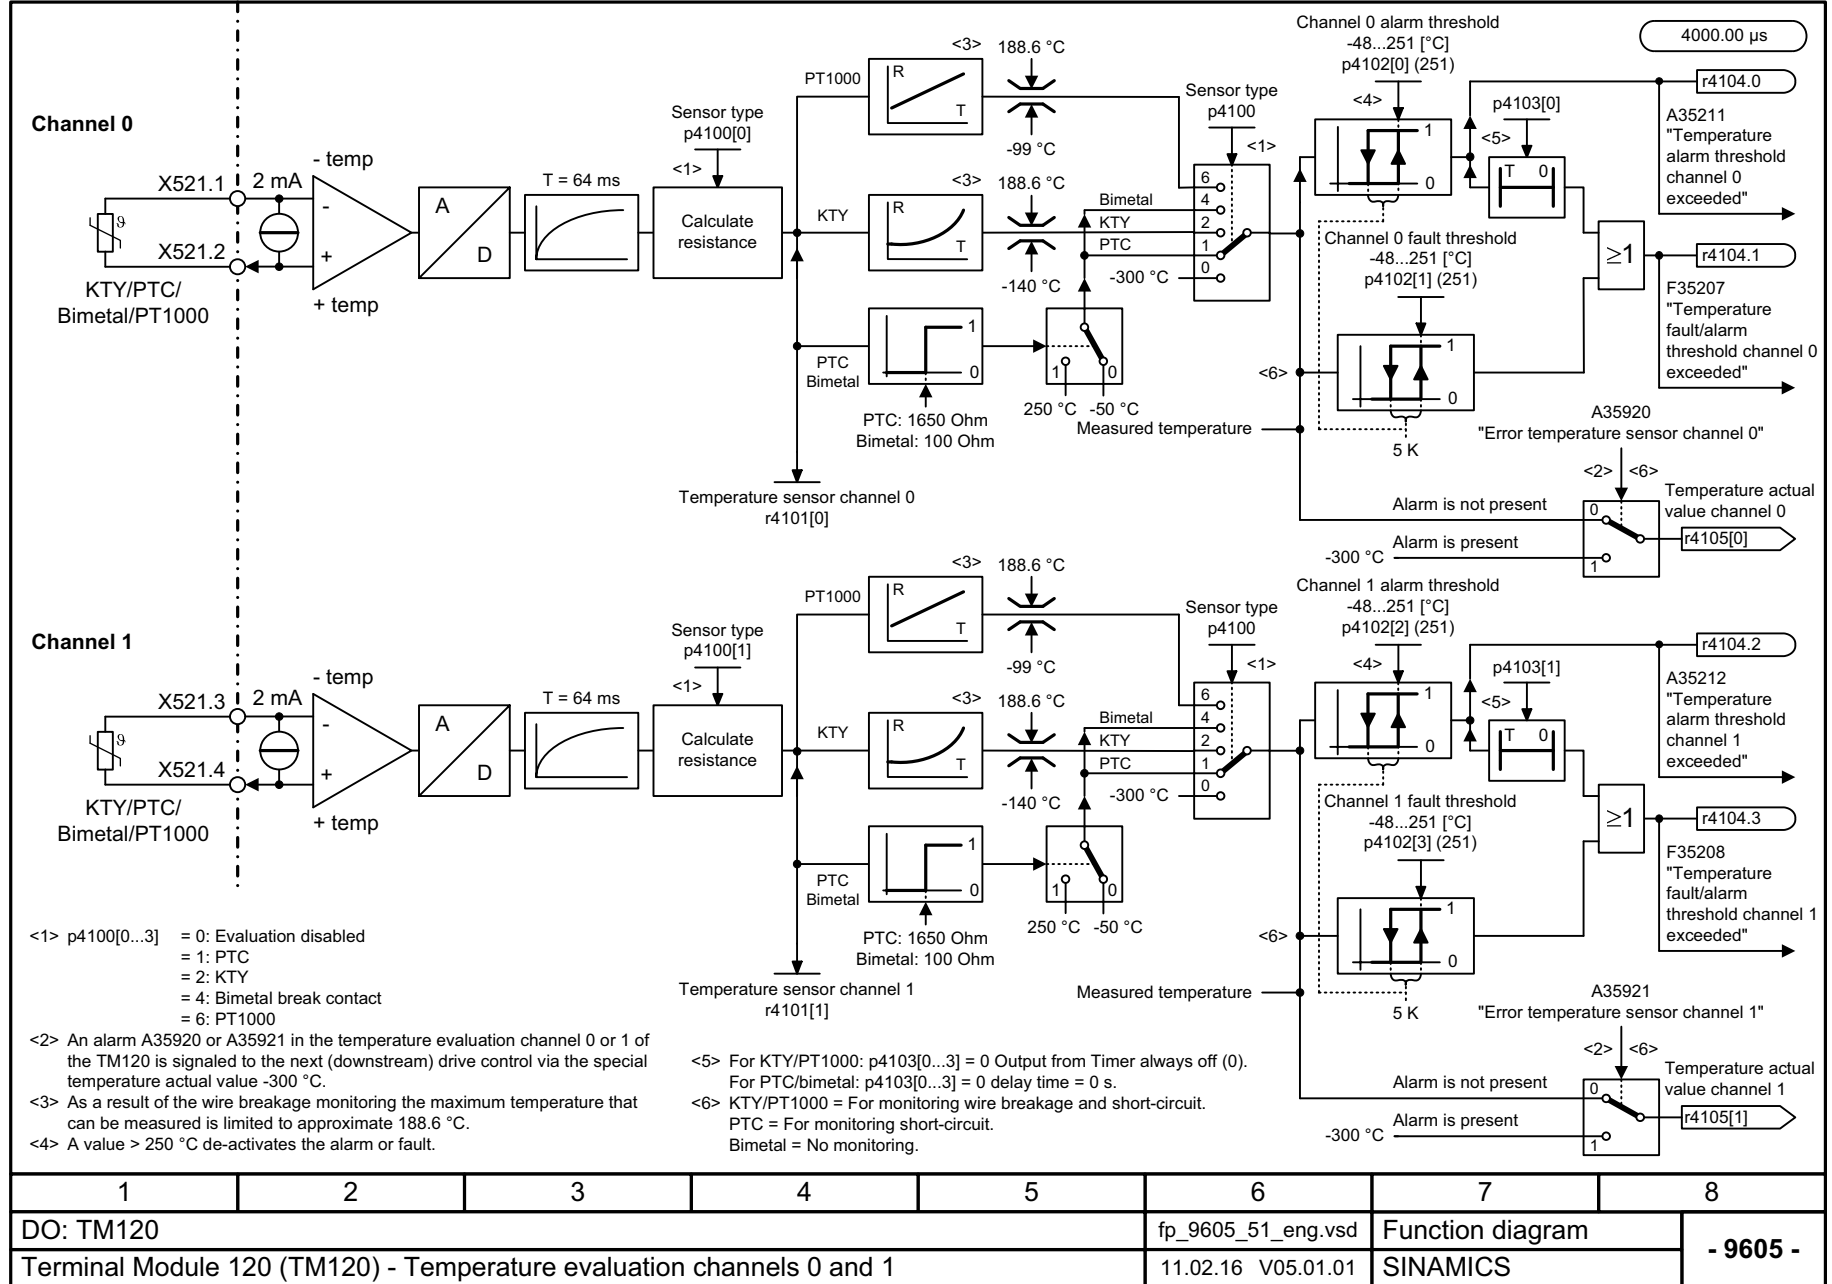 Channel 0
X521.1
X521.2
KTY/PTC/
Bimetal/PT1000
ϑ
2 mA
- temp
-
+
+ temp
A
D
T = 64 ms
Sensor type
p4100[0]
<1>
Calculate
resistance
PT1000
KTY
PTC
Bimetal
Temperature sensor channel 0
r4101[0]
<3>
R
T
188.6 °C
-99 °C
<3>
R
T
188.6 °C
-140 °C
1
0
PTC: 1650 Ohm
Bimetal: 100 Ohm
1
0
250 °C
-50 °C
Sensor type
p4100
<1>
Bimetal
KTY
PTC
-300 °C
6
4
2
1
0
Channel 0 alarm threshold
-48...251 [°C]
p4102[0] (251)
<4>
1
0
Channel 0 fault threshold
-48...251 [°C]
p4102[1] (251)
1
0
<6>
5 K
Measured temperature
p4103[0]
<5>
T
0
≥1
4000.00 µs
r4104.0
A35211
"Temperature
alarm threshold
channel 0
exceeded"
r4104.1
F35207
"Temperature
fault/alarm
threshold channel 0
exceeded"
A35920
"Error temperature sensor channel 0"
<2>
<6>
Alarm is not present
0
-300 °C
Alarm is present
1
Temperature actual
value channel 0
r4105[0]
Channel 1
X521.3
X521.4
KTY/PTC/
Bimetal/PT1000
ϑ
2 mA
- temp
-
+
+ temp
A
D
T = 64 ms
Sensor type
p4100[1]
<1>
Calculate
resistance
PT1000
KTY
PTC
Bimetal
Temperature sensor channel 1
r4101[1]
<3>
R
T
188.6 °C
-99 °C
<3>
R
T
188.6 °C
-140 °C
1
0
PTC: 1650 Ohm
Bimetal: 100 Ohm
1
0
250 °C
-50 °C
Sensor type
p4100
<1>
Bimetal
KTY
PTC
-300 °C
6
4
2
1
0
Channel 1 alarm threshold
-48...251 [°C]
p4102[2] (251)
<4>
1
0
Channel 1 fault threshold
-48...251 [°C]
p4102[3] (251)
1
0
<6>
5 K
Measured temperature
p4103[1]
<5>
T
0
≥1
r4104.2
A35212
"Temperature
alarm threshold
channel 1
exceeded"
r4104.3
F35208
"Temperature
fault/alarm
threshold channel 1
exceeded"
A35921
"Error temperature sensor channel 1"
<2>
<6>
Alarm is not present
0
-300 °C
Alarm is present
1
Temperature actual
value channel 1
r4105[1]
<1> p4100[0...3] = 0: Evaluation disabled
= 1: PTC
= 2: KTY
= 4: Bimetal break contact
= 6: PT1000
<2> An alarm A35920 or A35921 in the temperature evaluation channel 0 or 1 of
the TM120 is signaled to the next (downstream) drive control via the special
temperature actual value -300 °C.
<3> As a result of the wire breakage monitoring the maximum temperature that
can be measured is limited to approximate 188.6 °C.
<4> A value > 250 °C de-activates the alarm or fault.
<5> For KTY/PT1000: p4103[0...3] = 0 Output from Timer always off (0).
For PTC/bimetal: p4103[0...3] = 0 delay time = 0 s.
<6> KTY/PT1000 = For monitoring wire breakage and short-circuit.
PTC = For monitoring short-circuit.
Bimetal = No monitoring.
1 2 3 4 5 6 7 8
DO: TM120
fp_9605_51_eng.vsd
Function diagram
- 9605 -
Terminal Module 120 (TM120) - Temperature evaluation channels 0 and 1
11.02.16 V05.01.01
SINAMICS